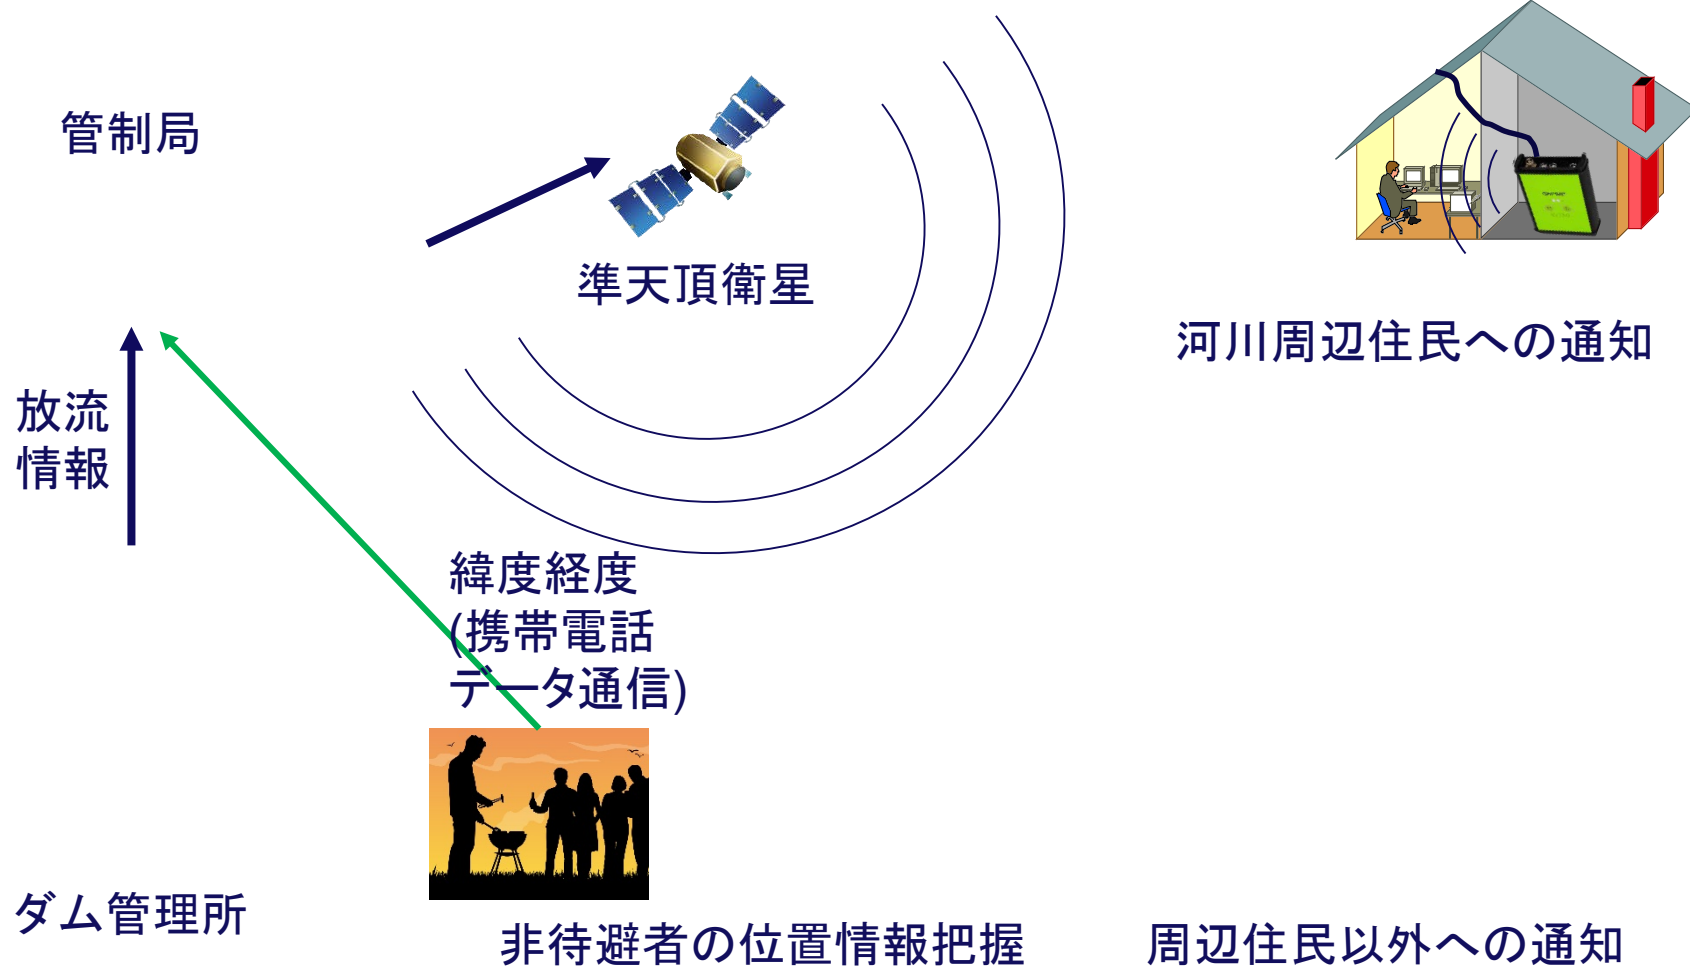 管制局
準天頂衛星
河川周辺住民への通知
放流
情報
緯度経度
(携帯電話
データ通信)
ダム管理所
非待避者の位置情報把握
周辺住民以外への通知